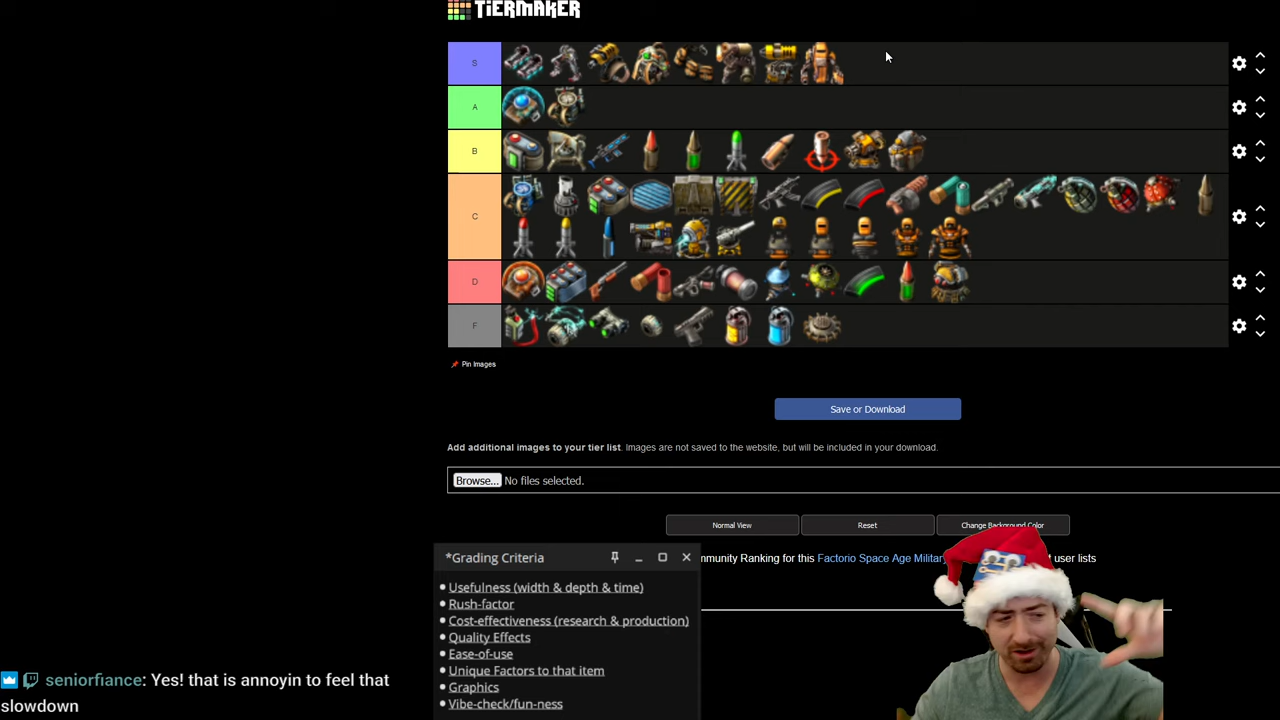 TIERMAKER
S
A
B
C
D
F
📌 Pin Images
Save or Download
Add additional images to your tier list. Images are not saved to the website, but will be included in your download.
Browse... No files selected.
Normal View
Reset
Change Background Color
*Grading Criteria
mmunity Ranking for this Factorio Space Age Militar
user lists
• Usefulness (width & depth & time)
• Rush-factor
• Cost-effectiveness (research & production)
• Quality Effects
• Ease-of-use
• Unique Factors to that item
• Graphics
• Vibe-check/fun-ness
seniorfiance: Yes! that is annoyin to feel that
slowdown